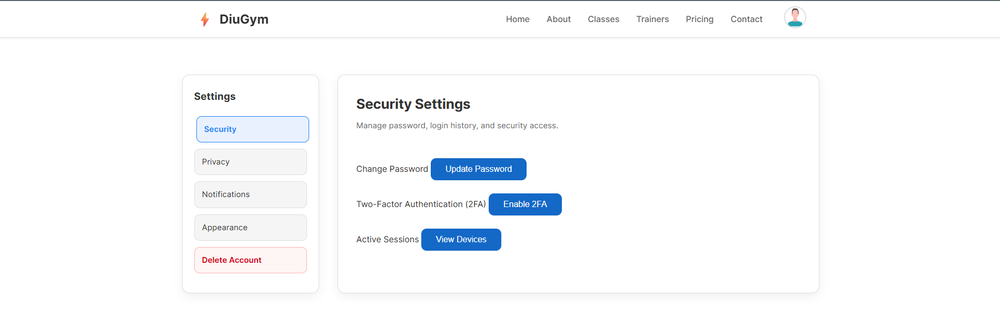 DiuGym
Home About Classes Trainers Pricing Contact
Settings
Security
Privacy
Notifications
Appearance
Delete Account
Security Settings
Manage password, login history, and security access.
Change Password Update Password
Two-Factor Authentication (2FA) Enable 2FA
Active Sessions View Devices